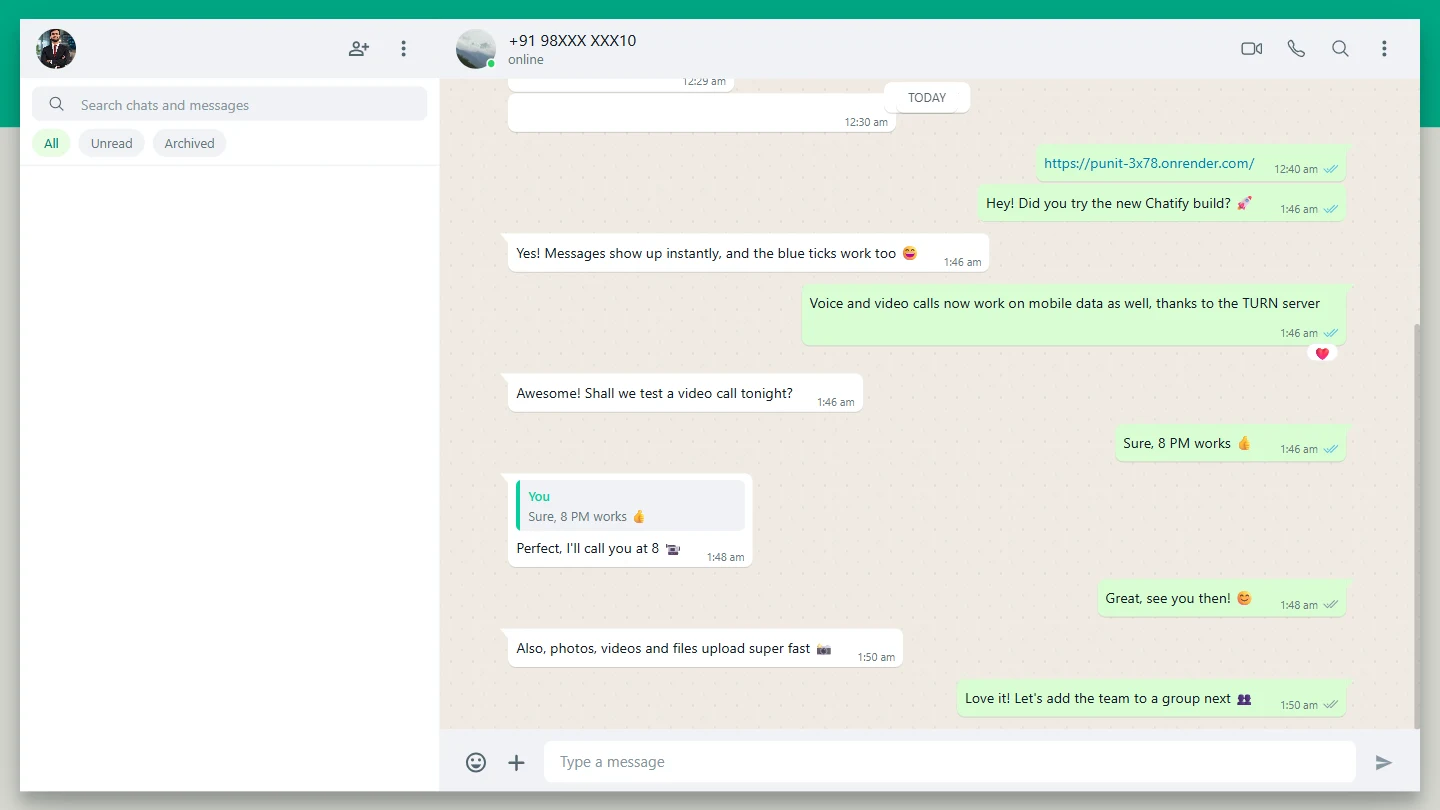 +91 98XXX XXX10
online
Search chats and messages
All
Unread
Archived
12:29 am
TODAY
12:30 am
https://punit-3x78.onrender.com/
12:40 am
Hey! Did you try the new Chatify build? 🚀
1:46 am
Yes! Messages show up instantly, and the blue ticks work too 😄
1:46 am
Voice and video calls now work on mobile data as well, thanks to the TURN server
1:46 am
❤️
Awesome! Shall we test a video call tonight?
1:46 am
Sure, 8 PM works 👍
1:46 am
You
Sure, 8 PM works 👍
Perfect, I'll call you at 8 📹
1:48 am
Great, see you then! 😊
1:48 am
Also, photos, videos and files upload super fast 📸
1:50 am
Love it! Let's add the team to a group next 👥
1:50 am
Type a message